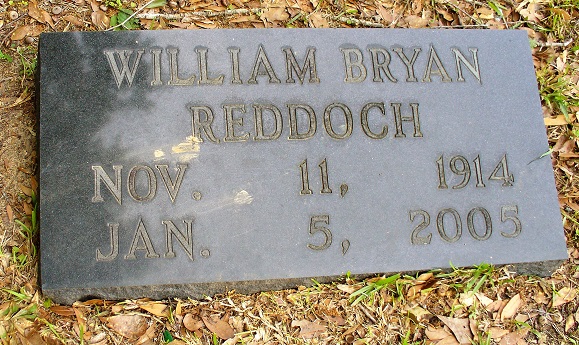 WILLIAM BRYAN
REDDOCH
NOV. 11, 1914
JAN. 5, 2005